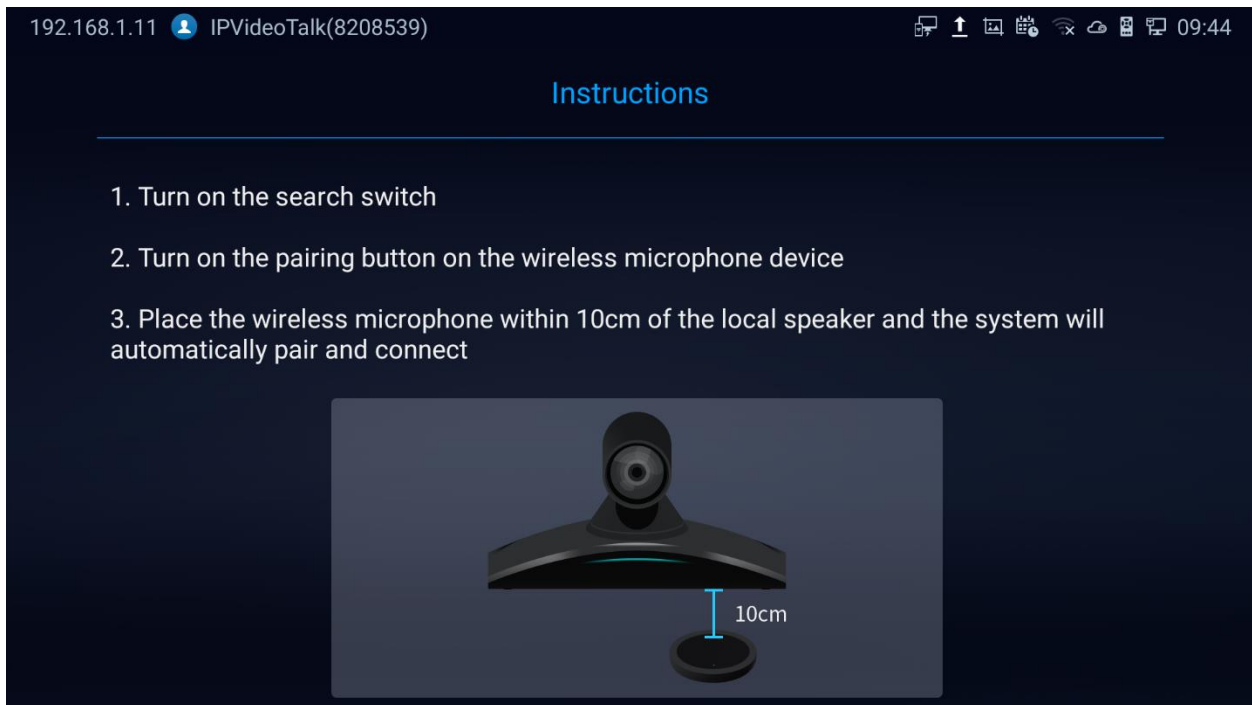 192.168.1.11 IPVideoTalk(8208539) 09:44
Instructions
1. Turn on the search switch
2. Turn on the pairing button on the wireless microphone device
3. Place the wireless microphone within 10cm of the local speaker and the system will
automatically pair and connect
10cm